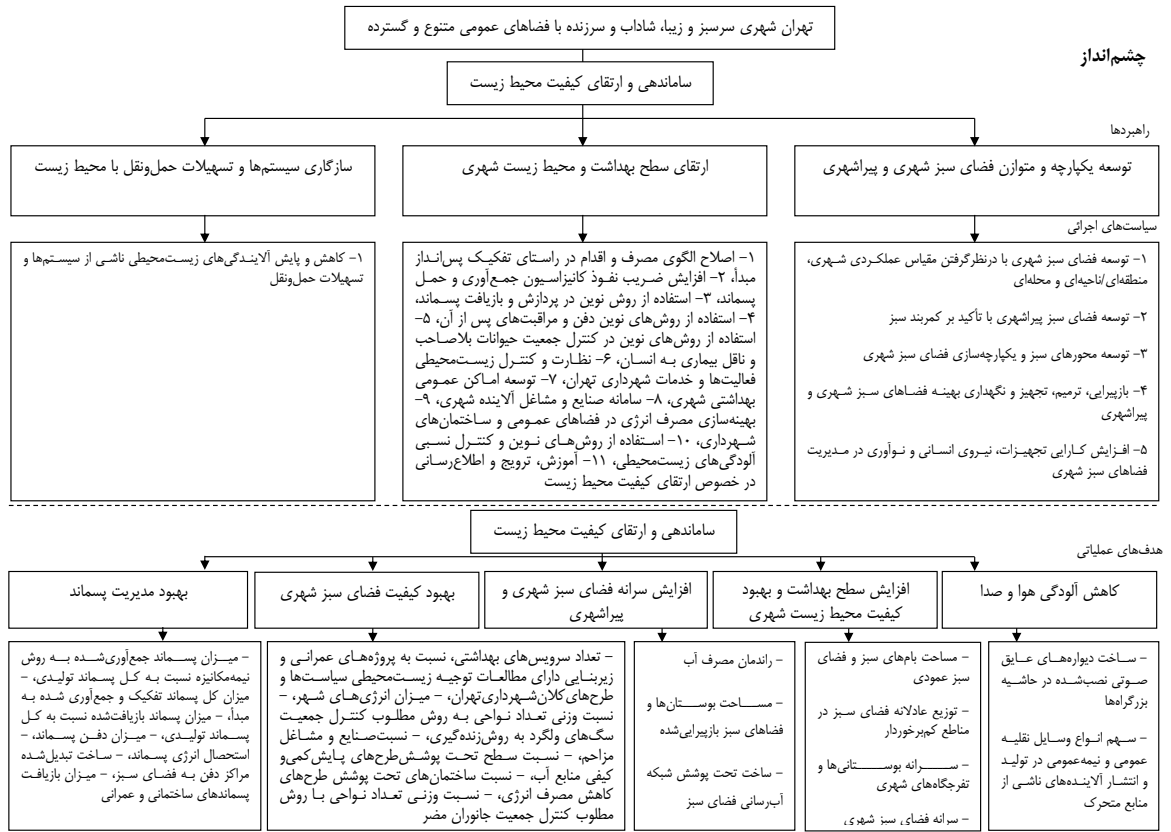 تهران شهری سرسبز و زیبا، شاداب و سرزنده با فضاهای عمومی متنوع و گسترده
چشم‌انداز
ساماندهی و ارتقای کیفیت محیط زیست
راهبردها
توسعه یکپارچه و متوازن فضای سبز شهری و پیراشهری
ارتقای سطح بهداشت و محیط زیست شهری
سازگاری سیستم‌ها و تسهیلات حمل‌ونقل با محیط زیست
سیاست‌های اجرائی
۱- توسعه فضای سبز شهری با درنظرگرفتن مقیاس عملکردی شهری،
منطقه‌ای/ناحیه‌ای و محله‌ای
۲- توسعه فضای سبز پیراشهری با تأکید بر کمربند سبز
۳- توسعه محورهای سبز و یکپارچه‌سازی فضای سبز شهری
۴- بازپیرایی، ترمیم، تجهیز و نگهداری بهینه فضاهای سبز شهری و
پیراشهری
۵- افزایش کارایی تجهیزات، نیروی انسانی و نوآوری در مدیریت
فضاهای سبز شهری
۱- اصلاح الگوی مصرف و اقدام در راستای تفکیک پس‌انداز
مبدأ، ۲- افزایش ضریب نفوذ کانیزاسیون جمع‌آوری و حمل
پسماند، ۳- استفاده از روش نوین در پردازش و بازیافت پسماند،
۴- استفاده از روش‌های نوین دفن و مراقبت‌های پس از آن، ۵-
استفاده از روش‌های نوین در کنترل جمعیت حیوانات بلاصاحب
و ناقل بیماری به انسان، ۶- نظارت و کنترل زیست‌محیطی
فعالیت‌ها و خدمات شهرداری تهران، ۷- توسعه اماکن عمومی
بهداشتی شهری، ۸- سامانه صنایع و مشاغل آلاینده شهری، ۹-
بهینه‌سازی مصرف انرژی در فضاهای عمومی و ساختمان‌های
شهرداری، ۱۰- استفاده از روش‌های نوین و کنترل نسبی
آلودگی‌های زیست‌محیطی، ۱۱- آموزش، ترویج و اطلاع‌رسانی
در خصوص ارتقای کیفیت محیط زیست
۱- کاهش و پایش آلایندگی‌های زیست‌محیطی ناشی از سیستم‌ها و
تسهیلات حمل‌ونقل
ساماندهی و ارتقای کیفیت محیط زیست
هدف‌های عملیاتی
کاهش آلودگی هوا و صدا
افزایش سطح بهداشت و بهبود
کیفیت محیط زیست شهری
افزایش سرانه فضای سبز شهری و
پیراشهری
بهبود کیفیت فضای سبز شهری
بهبود مدیریت پسماند
- ساخت دیواره‌های عایق
صوتی نصب‌شده در حاشیه
بزرگراه‌ها
- سهم انواع وسایل نقلیه
عمومی و نیمه‌عمومی در تولید
و انتشار آلاینده‌های ناشی از
منابع متحرک
- مساحت بام‌های سبز و فضای
سبز عمودی
- توزیع عادلانه فضای سبز در
مناطع کم‌برخوردار
- سرانه بوستانی‌ها و
تفرجگاه‌های شهری
- سرانه فضای سبز شهری
- راندمان مصرف آب
- مساحت بوستان‌ها و
فضاهای سبز بازپیرایی‌شده
- ساخت تحت پوشش شبکه
آب‌رسانی فضای سبز
- تعداد سرویس‌های بهداشتی، نسبت به پروژه‌های عمرانی و
زیربنایی دارای مطالعات توجیه زیست‌محیطی سیاست‌ها و
طرح‌های‌کلان‌شهرداری‌تهران، - میزان انرژی‌های شهر، -
نسبت وزنی تعداد نواحی به روش مطلوب کنترل جمعیت
سگ‌های ولگرد به روش‌زنده‌گیری، - نسبت‌صنایع و مشاغل
مزاحم، - نسبت سطح تحت پوشش‌طرح‌های پایش‌کمی‌و
کیفی منابع آب، - نسبت ساختمان‌های تحت پوشش طرح‌های
کاهش مصرف انرژی، - نسبت وزنی تعداد نواحی با روش
مطلوب کنترل جمعیت جانوران مضر
- میزان پسماند جمع‌آوری‌شده به روش
نیمه‌مکانیزه نسبت به کل پسماند تولیدی، -
میزان کل پسماند تفکیک و جمع‌آوری شده به
مبدأ، - میزان پسماند بازیافت‌شده نسبت به کل
پسماند تولیدی، - میزان دفن پسماند، -
استحصال انرژی پسماند، - ساخت تبدیل‌شده
مراکز دفن به فضای سبز، - میزان بازیافت
پسماندهای ساختمانی و عمرانی